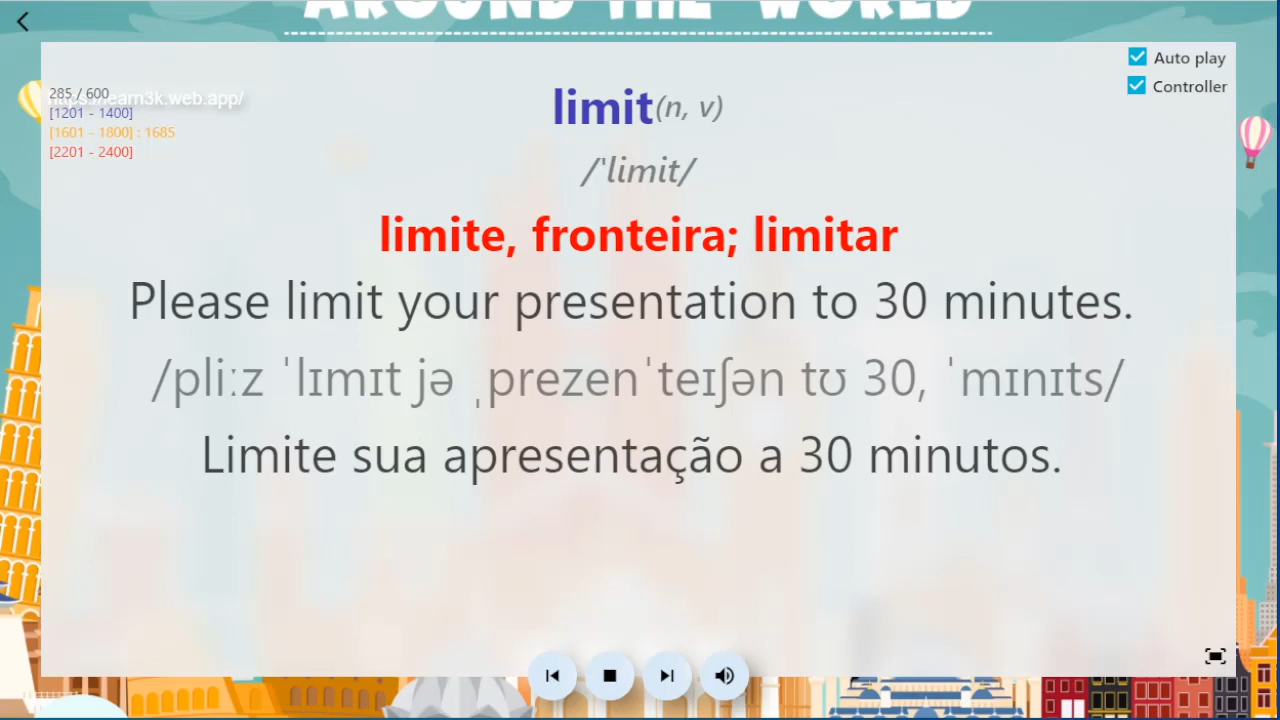 AROUND THE WORLD
Auto play
Controller
285 / 600
https://learn3k.web.app/
[1201 - 1400]
[1601 - 1800] : 1685
[2201 - 2400]
limit(n, v)
/'limit/
limite, fronteira; limitar
Please limit your presentation to 30 minutes.
/pliːz ˈlɪmɪt jə ˌprezenˈteɪʃən tʊ 30, ˈmɪnɪts/
Limite sua apresentação a 30 minutos.